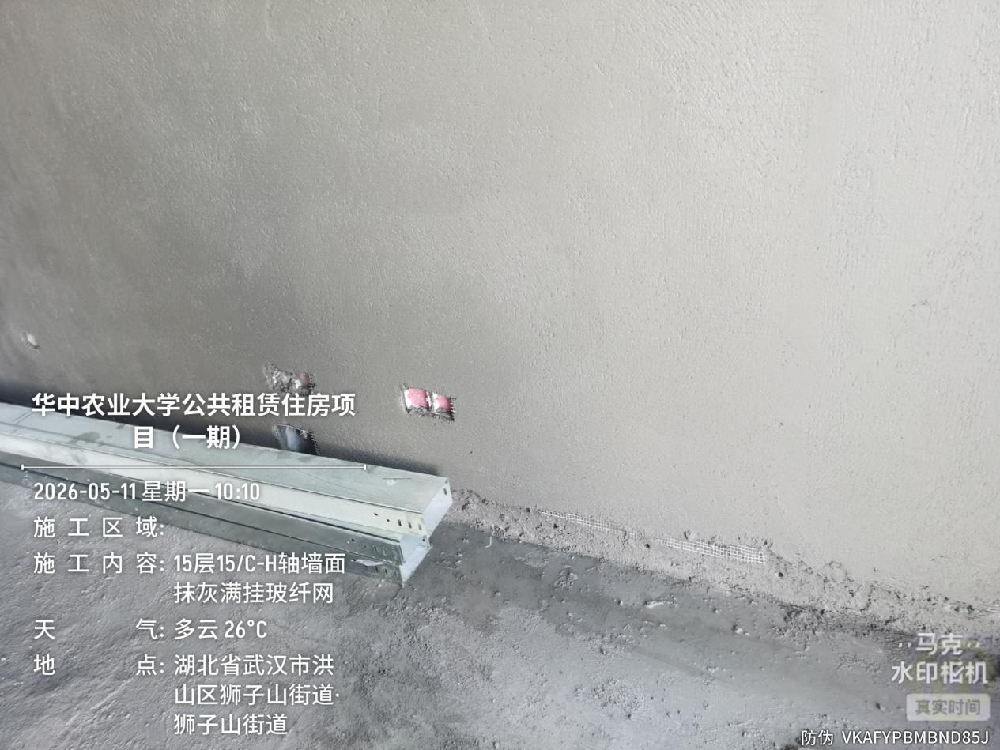 华中农业大学公共租赁住房项
目（一期）
2026-05-11 星期一 10:10
施工区域:
施工内容: 15层15/C-H轴墙面
抹灰满挂玻纤网
天气: 多云 26°C
地点: 湖北省武汉市洪
山区狮子山街道·
狮子山街道
马克
水印相机
真实时间
防伪 VKAFYPBMBND85J